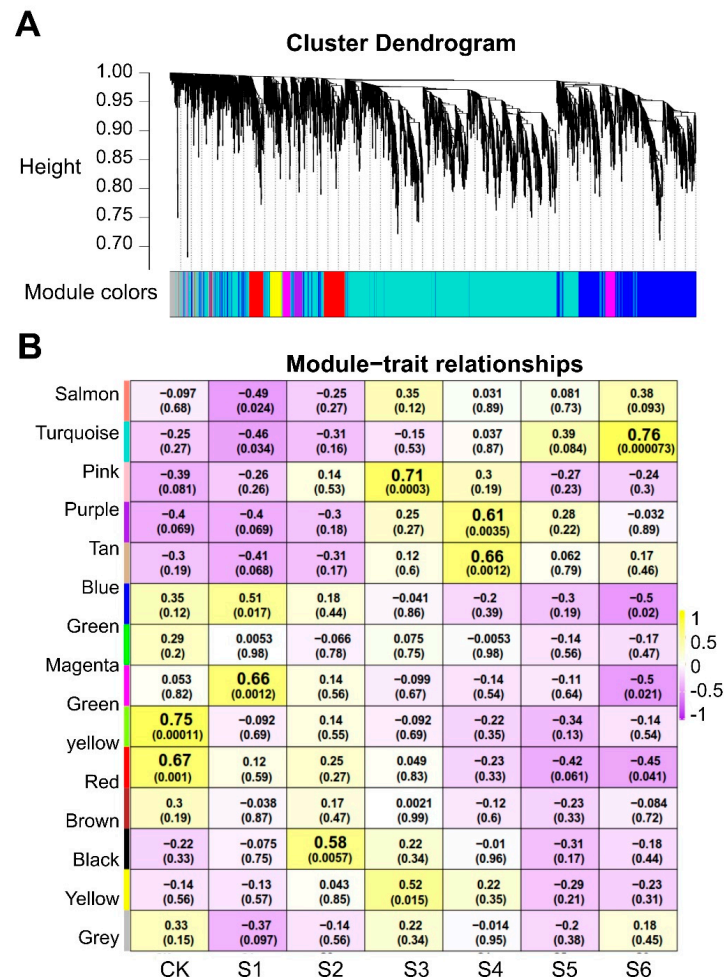 A
Cluster Dendrogram
1.00
0.95
0.90
0.85
0.80
0.75
0.70
Height
Module colors
B
Module−trait relationships
Salmon −0.097 −0.49 −0.25 0.35 0.031 0.081 0.38
(0.68) (0.024) (0.27) (0.12) (0.89) (0.73) (0.093)
Turquoise −0.25 −0.46 −0.31 −0.15 0.037 0.39 0.76
(0.27) (0.034) (0.16) (0.53) (0.87) (0.084) (0.000073)
Pink −0.39 −0.26 0.14 0.71 0.3 −0.27 −0.24
(0.081) (0.26) (0.53) (0.0003) (0.19) (0.23) (0.3)
Purple −0.4 −0.4 −0.3 0.25 0.61 0.28 −0.032
(0.069) (0.069) (0.18) (0.27) (0.0035) (0.22) (0.89)
Tan −0.3 −0.41 −0.31 0.12 0.66 0.062 0.17
(0.19) (0.068) (0.17) (0.6) (0.0012) (0.79) (0.46)
Blue 0.35 0.51 0.18 −0.041 −0.2 −0.3 −0.5
(0.12) (0.017) (0.44) (0.86) (0.39) (0.19) (0.02)
Green 0.29 0.0053 −0.066 0.075 −0.0053 −0.14 −0.17
(0.2) (0.98) (0.78) (0.75) (0.98) (0.56) (0.47)
Magenta 0.053 0.66 0.14 −0.099 −0.14 −0.11 −0.5
(0.82) (0.0012) (0.56) (0.67) (0.54) (0.64) (0.021)
Green 0.75 −0.092 0.14 −0.092 −0.22 −0.34 −0.14
yellow (0.00011) (0.69) (0.55) (0.69) (0.35) (0.13) (0.54)
Red 0.67 0.12 0.25 0.049 −0.23 −0.42 −0.45
(0.001) (0.59) (0.27) (0.83) (0.33) (0.061) (0.041)
Brown 0.3 −0.038 0.17 0.0021 −0.12 −0.23 −0.084
(0.19) (0.87) (0.47) (0.99) (0.6) (0.33) (0.72)
Black −0.22 −0.075 0.58 0.22 −0.01 −0.31 −0.18
(0.33) (0.75) (0.0057) (0.34) (0.96) (0.17) (0.44)
Yellow −0.14 −0.13 0.043 0.52 0.22 −0.29 −0.23
(0.56) (0.57) (0.85) (0.015) (0.35) (0.21) (0.31)
Grey 0.33 −0.37 −0.14 0.22 −0.014 −0.2 0.18
(0.15) (0.097) (0.56) (0.34) (0.95) (0.38) (0.45)
CK S1 S2 S3 S4 S5 S6
1
0.5
0
-0.5
-1